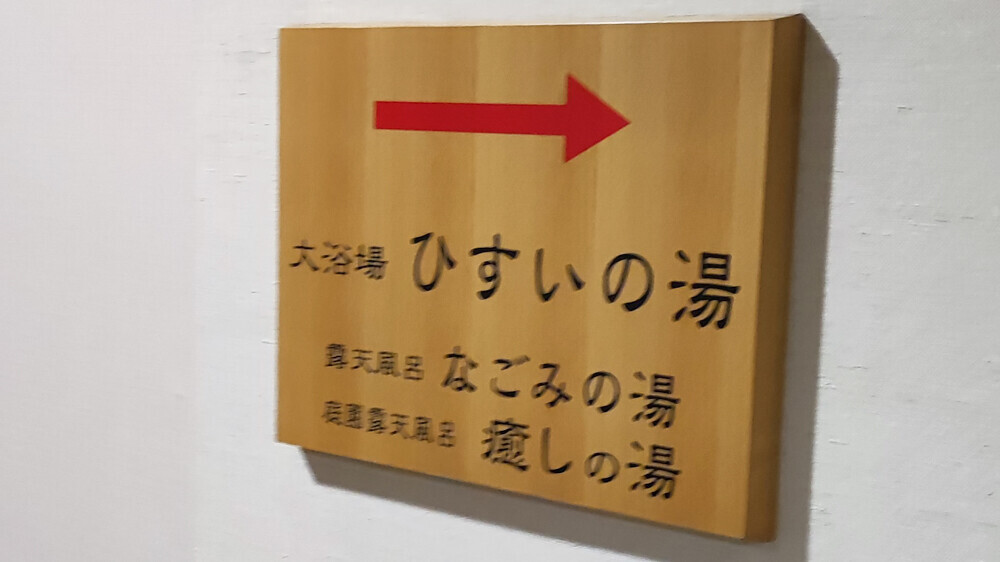 大浴場 ひすいの湯
露天風呂 なごみの湯
庭園露天風呂 癒しの湯